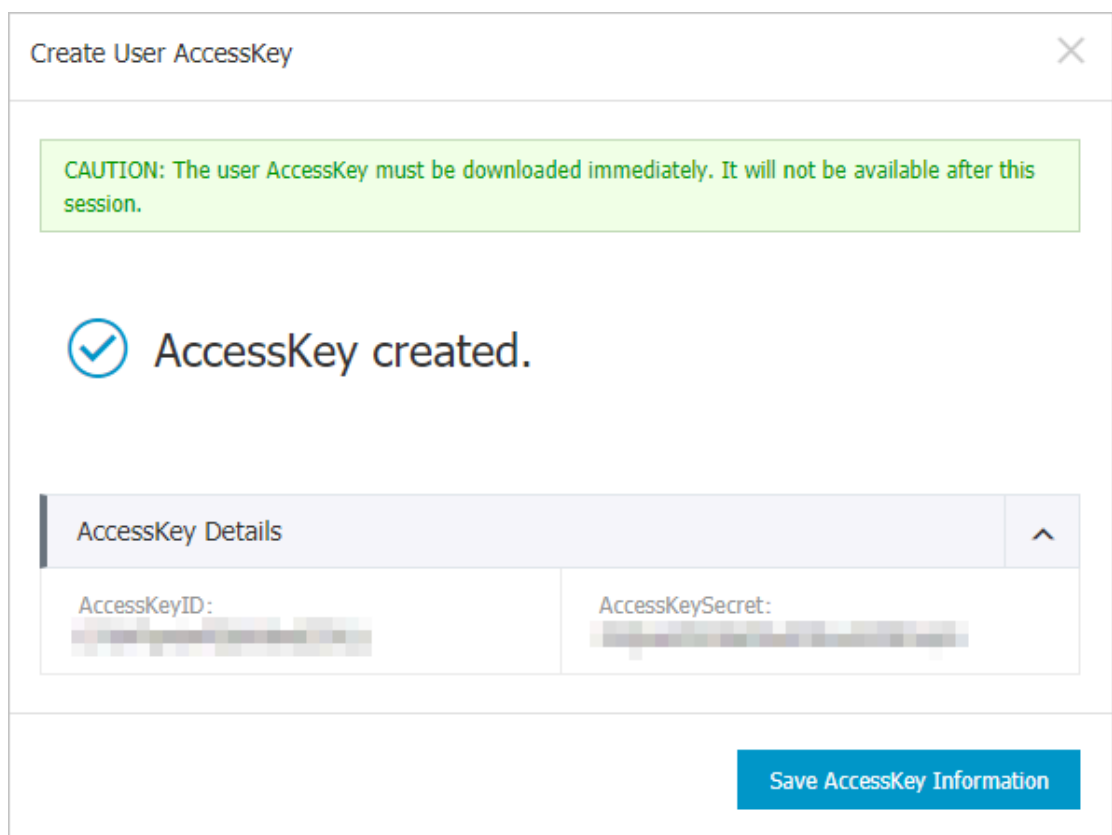 Create User AccessKey
CAUTION: The user AccessKey must be downloaded immediately. It will not be available after this
session.
AccessKey created.
AccessKey Details
AccessKeyID:
AccessKeySecret:
Save AccessKey Information